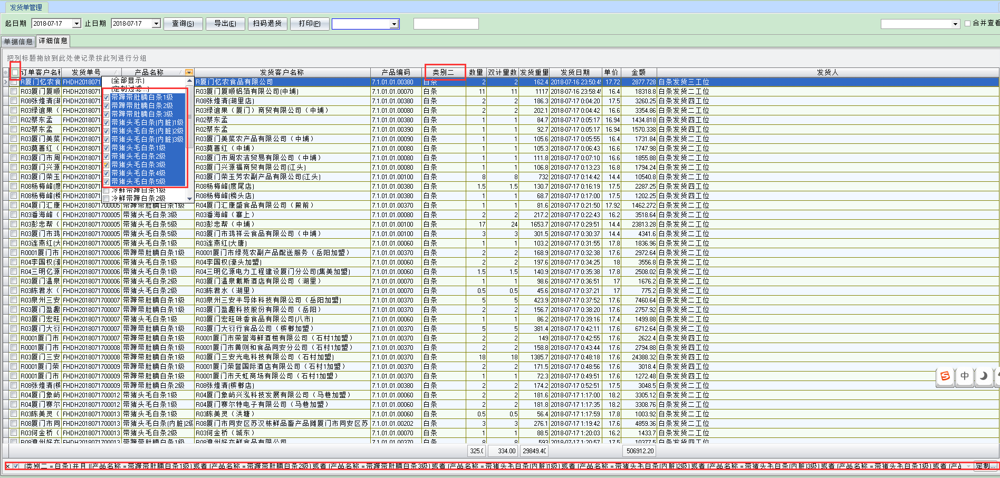 发货单管理
起日期 2018-07-17 止日期 2018-07-17 查询(S) 导出(E) 扫码退货 打印(P) 合并查看
单据信息 详细信息
把列标题拖放到此处使记录按此列进行分组
订单客户名称 发货单号 产品名称 发货客户名称 产品编码 类别二 数量 双计量数 发货重量 发货日期 单价 金额 发货人
(全部显示)
(定制过滤...)
带蹄带肚腩白条1级
带蹄带肚腩白条2级
带蹄带肚腩白条3级
带猪头毛白条(内脏)1级
带猪头毛白条(内脏)2级
带猪头毛白条(内脏)3级
带猪头毛白条1级
带猪头毛白条2级
带猪头毛白条3级
带猪头毛白条4级
带猪头毛白条5级
冷鲜带蹄白条1级
冷鲜带蹄白条2级
R厦门忆农食 FHDH2018071 R厦门忆农食品有限公司 7.1.01.01.00380 白条 2 2 162.4 2018-07-16 23:50:45 17.72 2877.728 白条发货三工位
R03厦门厦顺 FHDH2018071 R03厦门厦顺铝箔有限公司(中埔) 7.1.01.01.00070 白条 11 11 1117 2018-07-16 23:58:45 16.4 18318.8 白条发货二工位
R08张煌清(湖 FHDH2018071 R08张煌清(湖里店) 7.1.01.01.00380 白条 2 2 186.3 2018-07-17 0:04:20 17.5 3260.25 白条发货四工位
R03绿谊果（ FHDH2018071 R03绿谊果（厦门）商贸有限公司（中埔） 7.1.01.01.00080 白条 2 2 202.1 2018-07-17 0:04:42 16.6 3354.86 白条发货二工位
R02蔡东孟 FHDH2018071 R02蔡东孟 7.1.01.01.00380 白条 1 1 84.7 2018-07-17 0:05:17 16.94 1434.818 白条发货四工位
R02蔡东孟 FHDH2018071 R02蔡东孟 7.1.01.01.00390 白条 1 1 92.7 2018-07-17 0:05:17 16.94 1570.338 白条发货四工位
R03厦门美菜 FHDH2018071 R03厦门美菜农产品有限公司（中埔） 7.1.01.01.00090 白条 1 1 105.6 2018-07-17 0:05:55 16.4 1731.84 白条发货二工位
R03莫善红（ FHDH2018071 R03莫善红（中埔） 7.1.01.01.00080 白条 1 1 105.3 2018-07-17 0:06:43 16.6 1747.98 白条发货二工位
R03厦门市周 FHDH2018071 R03厦门市周农洁贸易有限公司（中埔） 7.1.01.01.00080 白条 1 1 111.8 2018-07-17 0:07:10 16.6 1855.88 白条发货二工位
R03厦门兴源 FHDH2018071 R03厦门兴源福商贸有限公司(江头) 7.1.01.01.00080 白条 1 1 106.8 2018-07-17 0:13:23 16.8 1794.24 白条发货二工位
R03厦门荣玉 FHDH2018071 R03厦门荣玉芳农副产品有限公司(江头) 7.1.01.01.00100 白条 8 8 732 2018-07-17 0:14:42 14.4 10540.8 白条发货二工位
R08杨梅峰(度 FHDH2018071 R08杨梅峰(度尾店) 7.1.01.01.00380 白条 1.5 1.5 130.7 2018-07-17 0:16:19 17.5 2287.25 白条发货四工位
R08杨梅峰(榜 FHDH2018071 R08杨梅峰(榜头店) 7.1.01.01.00380 白条 1 1 68.7 2018-07-17 0:17:00 17.5 1202.25 白条发货四工位
R04厦门汇康 FHDH2018071700005 带蹄带肚腩白条1级 R04厦门汇康盛食品有限公司（殿前） 7.1.01.01.00370 白条 1 1 81.6 2018-07-17 0:21:50 17.92 1462.272 白条发货二工位
R03潘海峰（ FHDH2018071700005 带猪头毛白条3级 R03潘海峰（寨上） 7.1.01.01.00080 白条 2 2 217.2 2018-07-17 0:22:43 16.2 3518.64 白条发货二工位
R03彭忠帮（ FHDH2018071700005 带猪头毛白条5级 R03彭忠帮（中埔） 7.1.01.01.00100 白条 17 24 1653.7 2018-07-17 0:29:51 14.4 23813.28 白条发货二工位
R03厦门市鸿 FHDH2018071700005 带猪头毛白条5级 R03厦门市鸿祥云食品有限公司（中埔） 7.1.01.01.00100 白条 3 3 301.5 2018-07-17 0:30:37 14.4 4341.6 白条发货二工位
R03连燕红(大 FHDH2018071700005 带猪头毛白条1级 R03连燕红(大唐) 7.1.01.01.00060 白条 1 1 103.2 2018-07-17 0:31:55 17.8 1836.96 白条发货二工位
R0001厦门市 FHDH2018071700006 带蹄带肚腩白条1级 R0001厦门市绿苑农副产品配送服务（岳阳加盟） 7.1.01.01.00370 白条 2 2 168.9 2018-07-17 0:32:38 17.6 2972.64 白条发货二工位
R04李国权(濠 FHDH2018071700006 带猪头毛白条1级 R04李国权(濠头加盟) 7.1.01.01.00060 白条 2 2 197.6 2018-07-17 0:34:25 18 3556.8 白条发货二工位
R04三明亿源 FHDH2018071700006 带猪头毛白条1级 R04三明亿源电力工程建设厦门分公司(集美加盟) 7.1.01.01.00060 白条 1.5 1.5 140.9 2018-07-17 0:35:38 17.8 2508.02 白条发货二工位
R03厦门温泉 FHDH2018071700006 带猪头毛白条2级 R03厦门温泉戴斯酒店有限公司（湖里） 7.1.01.01.00070 白条 1 1 98.6 2018-07-17 0:36:51 17 1676.2 白条发货二工位
R03陈君水（ FHDH2018071700006 带猪头毛白条2级 R03陈君水（湖里） 7.1.01.01.00070 白条 0.5 0.5 45.6 2018-07-17 0:37:21 17 775.2 白条发货二工位
R03泉州三安 FHDH2018071700007 带蹄带肚腩白条1级 R03泉州三安半导体科技有限公司（岳阳加盟) 7.1.01.01.00370 白条 5 5 423.9 2018-07-17 0:37:52 17.6 7460.64 白条发货二工位
R03厦门盈趣 FHDH2018071700007 带蹄带肚腩白条1级 R03厦门盈趣科技股份有限公司（岳阳） 7.1.01.01.00370 白条 2 2 156.7 2018-07-17 0:38:20 17.6 2757.92 白条发货二工位
R03厦门宏旺 FHDH2018071700007 带猪头毛白条1级 R03厦门宏旺味香食品有限公司(八市) 7.1.01.01.00060 白条 1 1 86.2 2018-07-17 0:39:16 17.4 1499.88 白条发货二工位
R03厦门大衍 FHDH2018071700007 带蹄带肚腩白条1级 R03厦门大衍行食品公司（槟榔加盟） 7.1.01.01.00370 白条 5 5 381.4 2018-07-17 0:42:11 17.6 6712.64 白条发货二工位
R0001厦门市 FHDH2018071700007 带蹄带肚腩白条1级 R0001厦门市荣誉海鲜酒楼有限公司（石村1加盟） 7.1.01.01.00370 白条 2 2 149 2018-07-17 0:42:55 17.6 2622.4 白条发货四工位
R0001厦门市 FHDH2018071700008 带蹄带肚腩白条1级 R0001厦门市黄则和食品同安分公司（石村1加盟） 7.1.01.01.00370 白条 2 2 158.8 2018-07-17 0:43:44 17.6 2794.88 白条发货四工位
R03厦门三安 FHDH2018071700008 带蹄带肚腩白条1级 R03厦门三安光电科技有限公司（石村加盟) 7.1.01.01.00370 白条 18 18 1385.7 2018-07-17 0:48:18 17.6 24388.32 白条发货四工位
R0001厦门荣 FHDH2018071700009 带蹄带肚腩白条1级 R0001厦门荣誉国际酒店有限公司（石村1加盟） 7.1.01.01.00370 白条 2 2 171.5 2018-07-17 0:48:56 17.6 3018.4 白条发货四工位
R0001厦门市 FHDH2018071700009 带蹄带肚腩白条1级 R0001厦门市天虹商场有限公司（石村1加盟） 7.1.01.01.00370 白条 1 1 72.3 2018-07-17 0:49:51 17.6 1272.48 白条发货四工位
R08张煌清(槟 FHDH2018071700009 带蹄带肚腩白条2级 R08张煌清(槟榔店) 7.1.01.01.00380 白条 2 2 174.2 2018-07-17 0:52:51 17.5 3048.5 白条发货四工位
R04厦门象屿 FHDH2018071700012 带猪头毛白条1级 R04厦门象屿兴泓科技发展有限公司（马巷加盟） 7.1.01.01.00060 白条 2 2 181.6 2018-07-17 1:17:00 18.2 3305.12 白条发货二工位
R04厦门赛尔 FHDH2018071700012 带猪头毛白条1级 R04厦门赛尔特电子有限公司（马巷加盟） 7.1.01.01.00060 白条 2 2 181.8 2018-07-17 1:17:35 18.2 3308.76 白条发货二工位
R03陈美灵（ FHDH2018071700013 带猪头毛白条1级 R03陈美灵（洪塘） 7.1.01.01.00060 白条 0.5 0.5 56.4 2018-07-17 1:17:59 17.8 1003.92 白条发货二工位
R08厦门市同 FHDH2018071700013 带猪头毛白条(内脏)2级 R08厦门市同安区苏汉栋鲜品畜产品摊厦门市同安区苏 7.1.01.01.00202 白条 3 3 276.1 2018-07-17 1:19:42 17.6 4859.36 白条发货二工位
R03何金桥（ FHDH2018071700013 带猪头毛白条2级 R03何金桥（城东） 7.1.01.01.00070 白条 1 1 88.5 2018-07-17 1:20:03 16.2 1433.7 白条发货二工位
R08漳州好亦 FHDH2018071700013 带蹄带肚腩白条1级 R08漳州好亦鲜食品有限公司 7.1.01.01.00370 白条 8 8 593 2018-07-17 1:20:57 17.5 10377.5 白条发货四工位
325.0 334.00 29849.40 506912.20
(类别二 = 白条) 并且 ((产品名称 = 带蹄带肚腩白条1级) 或者 (产品名称 = 带蹄带肚腩白条2级) 或者 (产品名称 = 带蹄带肚腩白条3级) 或者 (产品名称 = 带猪头毛白条(内脏)1级) 或者 (产品名称 = 带猪头毛白条(内脏)2级) 或者 (产品名称 = 带猪头毛白条(内脏)3级) 或者 (产品名称 = 带猪头毛白条1级) 或者 (产品 定制...
中